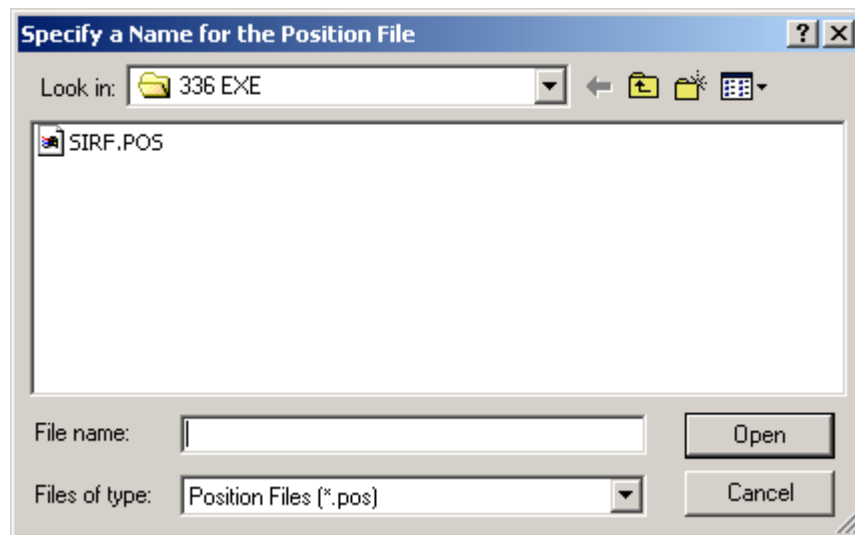 Specify a Name for the Position File
Look in: 336 EXE
SIRF.POS
File name: Open
Files of type: Position Files (*.pos) Cancel